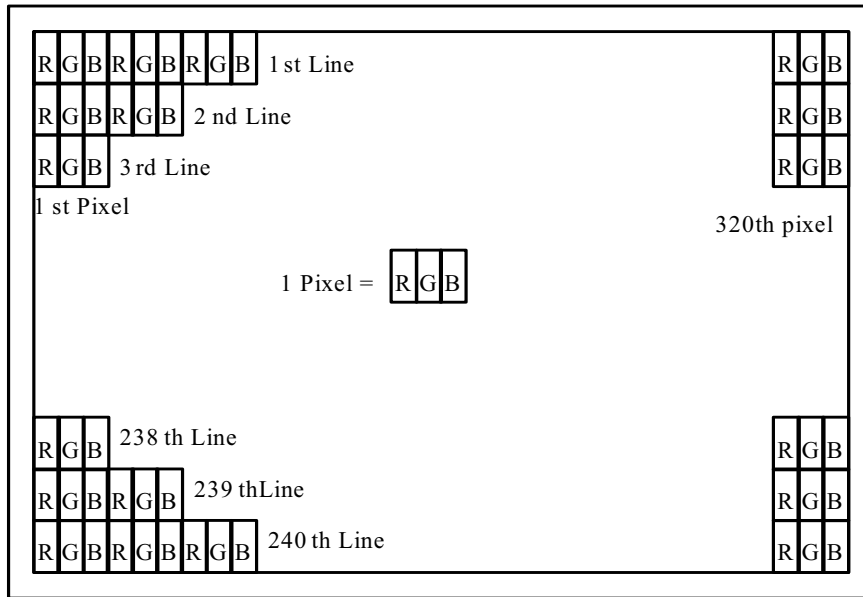 R G B R G B R G B 1 st Line R G B
R G B R G B 2 nd Line R G B
R G B 3 rd Line R G B
1 st Pixel
320th pixel
1 Pixel = R G B
R G B 238 th Line R G B
R G B R G B 239 thLine R G B
R G B R G B R G B 240 th Line R G B